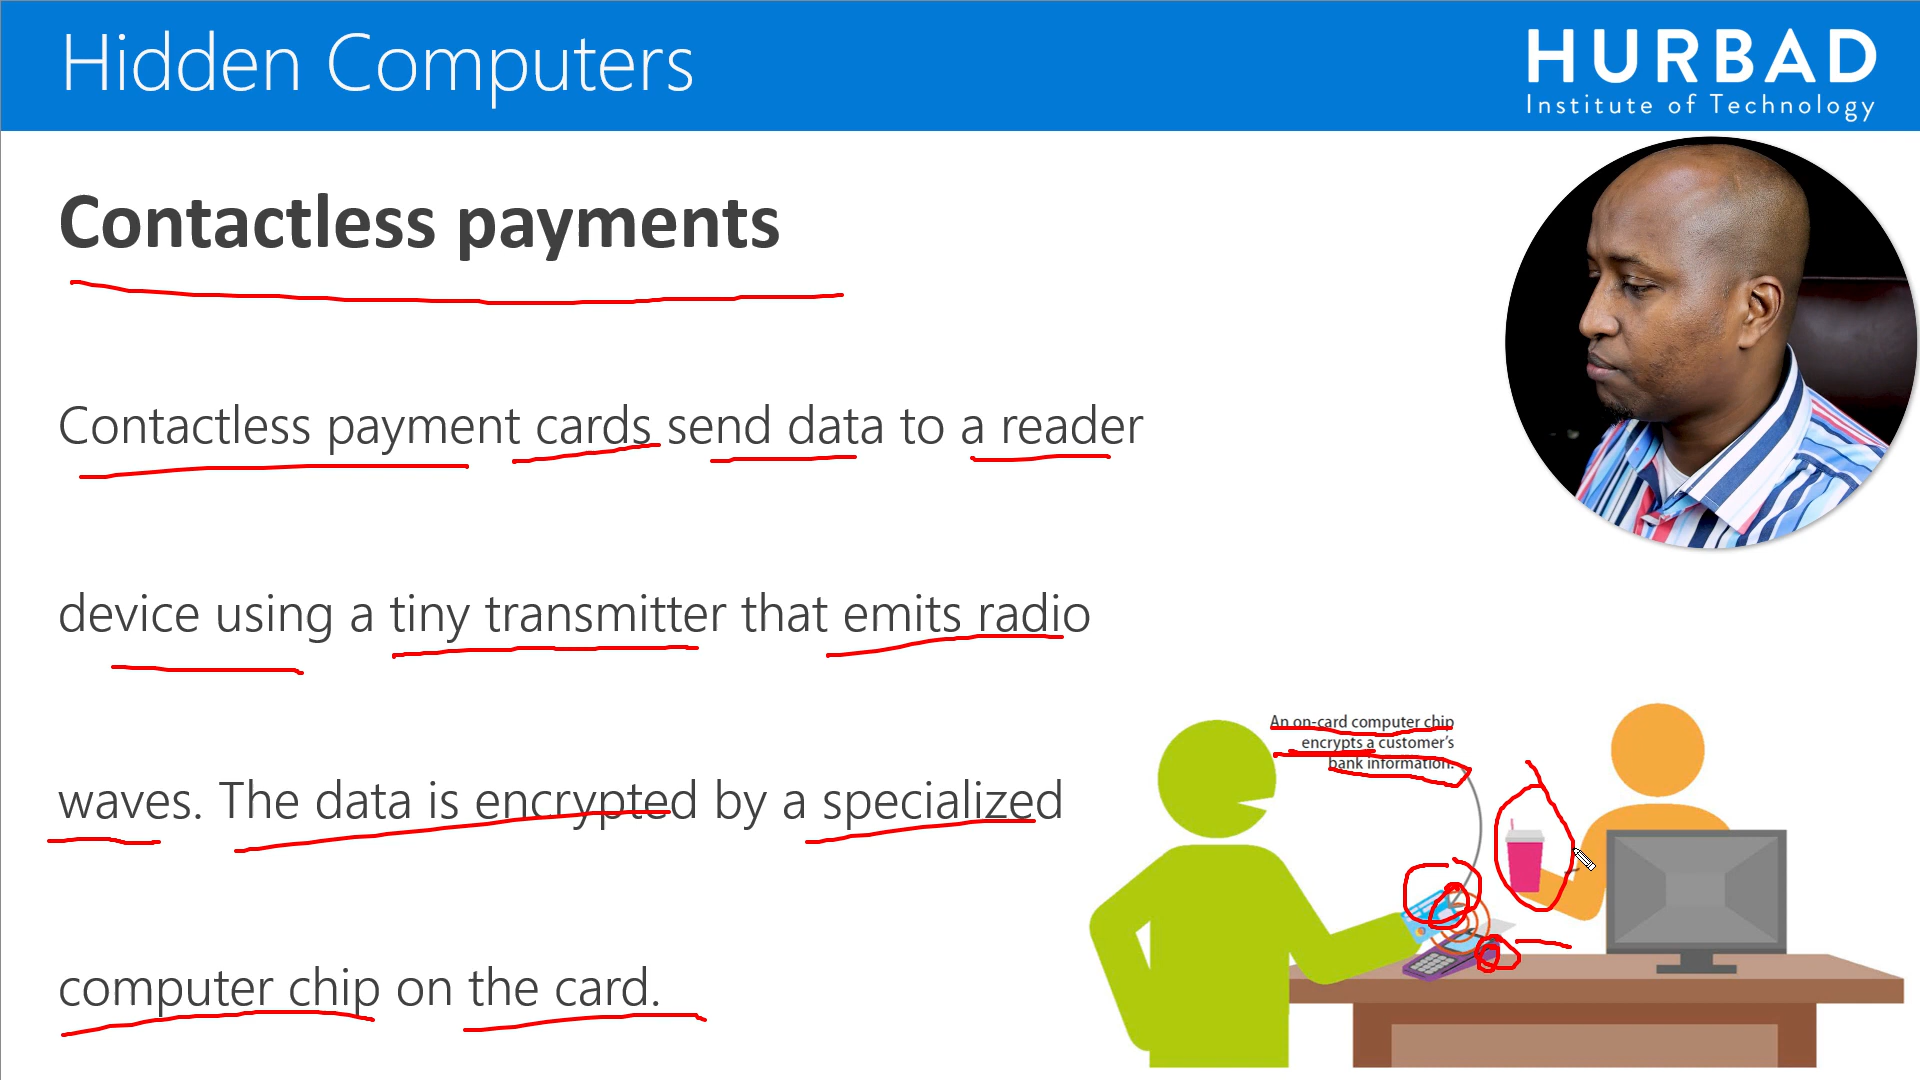 Hidden Computers
HURBAD
Institute of Technology
Contactless payments
Contactless payment cards send data to a reader
device using a tiny transmitter that emits radio
waves. The data is encrypted by a specialized
computer chip on the card.
An on-card computer chip
encrypts a customer's
bank information.